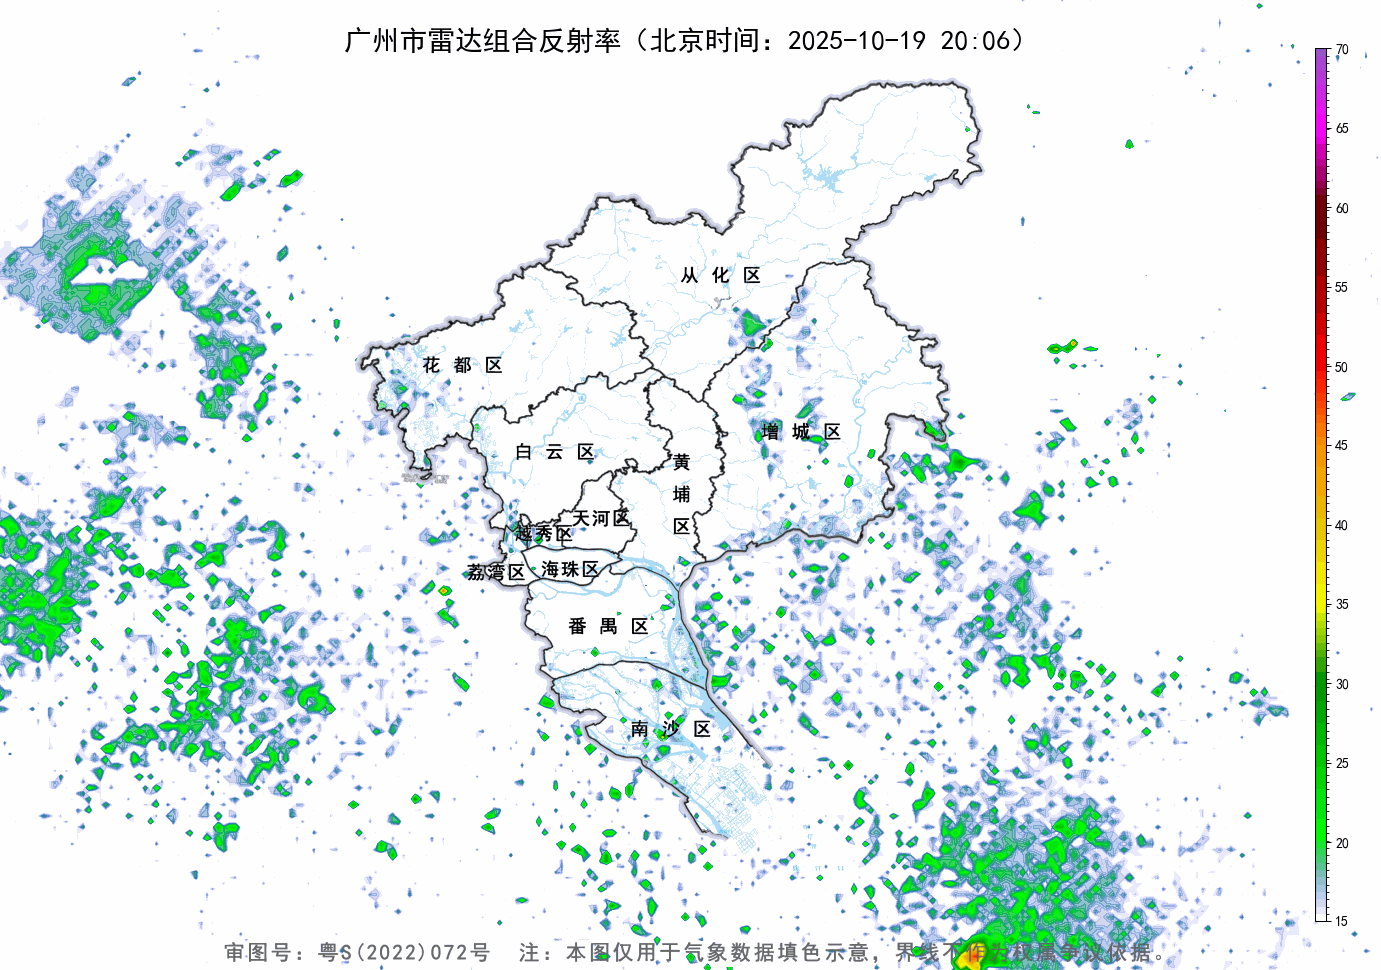 广州市雷达组合反射率（北京时间：2025-10-19 20:06）
70
65
60
55
50
45
40
35
30
25
20
15
从化区
花都区
增城区
白云区
黄埔区
天河区
越秀区
海珠区
荔湾区
番禺区
南沙区
审图号：粤S(2022)072号 注：本图仅用于气象数据填色示意，界线不作为权属争议依据。